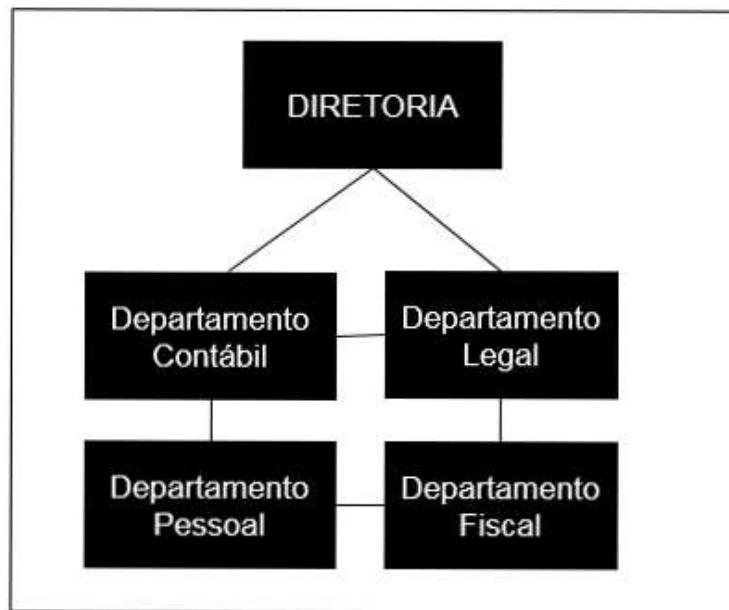 DIRETORIA
Departamento
Contábil
Departamento
Legal
Departamento
Pessoal
Departamento
Fiscal